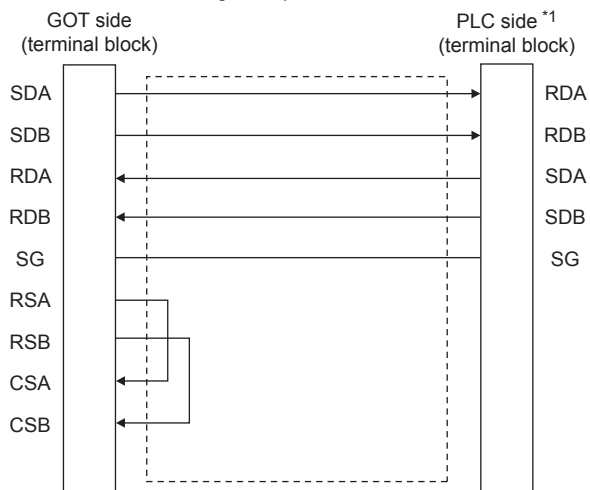 GOT side
(terminal block)
PLC side *1
(terminal block)
SDA
RDA
SDB
RDB
RDA
SDA
RDB
SDB
SG
SG
RSA
RSB
CSA
CSB